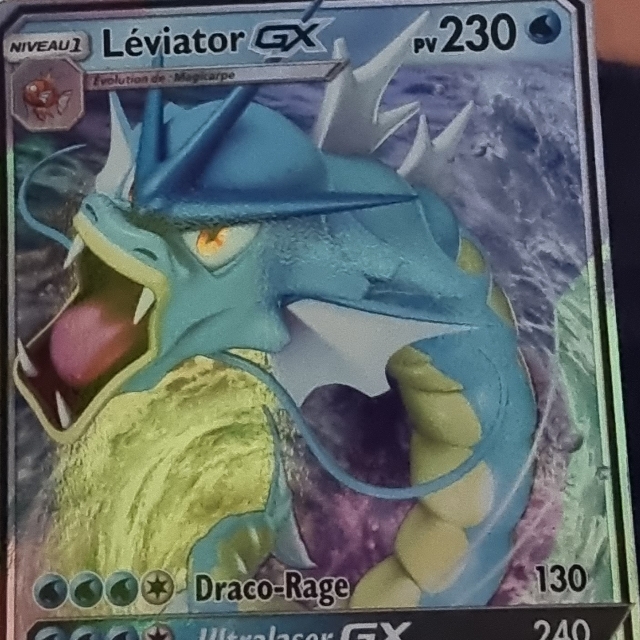 NIVEAU 1 Léviator GX PV 230
Évolution de Magicarpe
Draco-Rage 130
Ultralaser GX 240